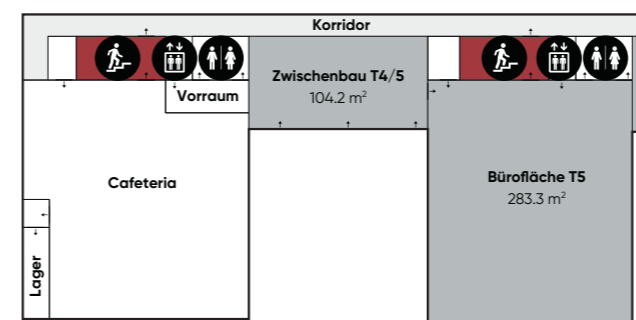 Korridor
Zwischenbau T4/5
104.2 m²
Vorraum
Cafeteria
Bürofläche T5
283.3 m²
Lager